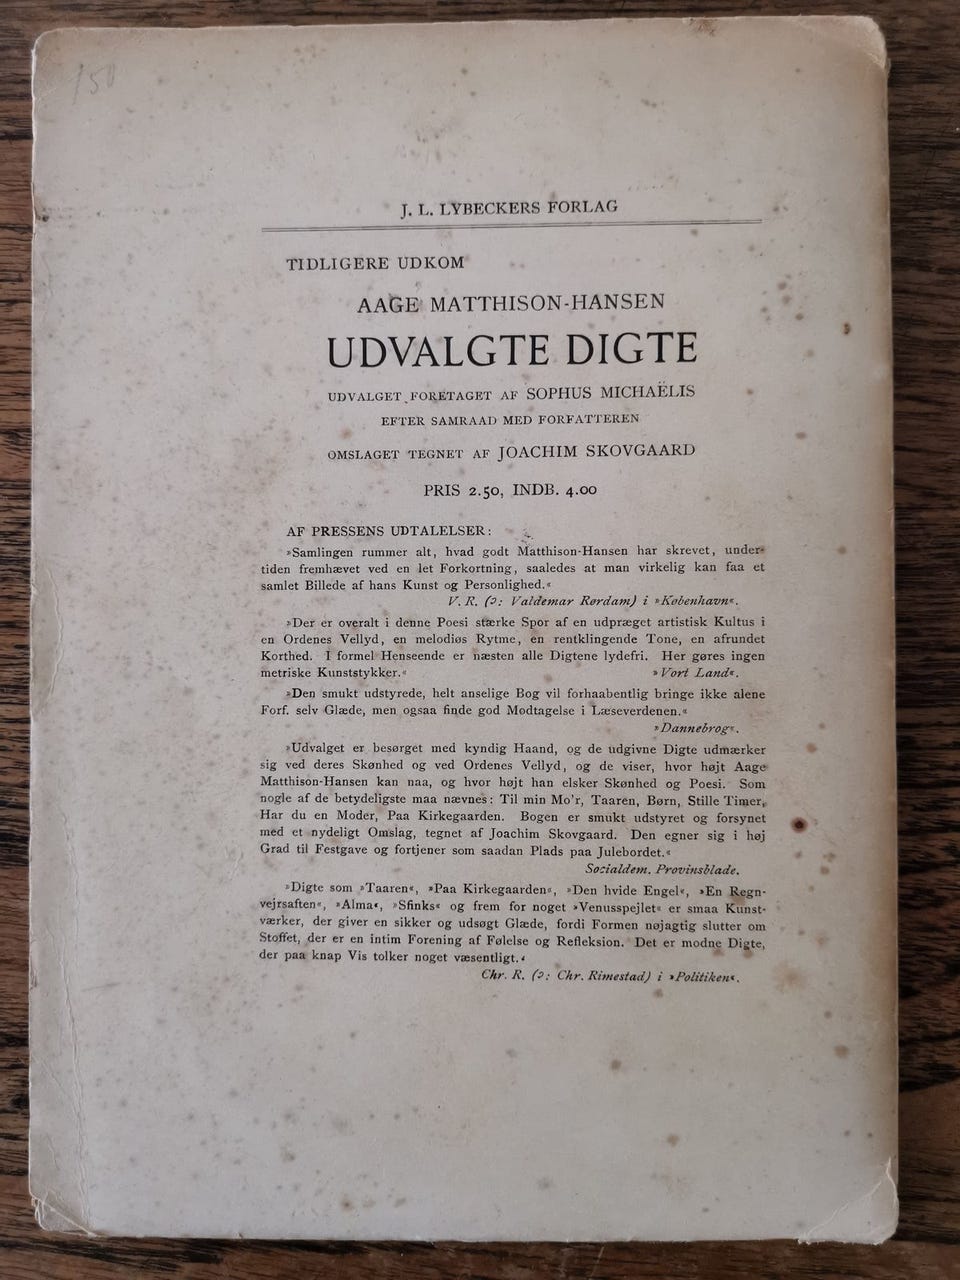 150
J. L. LYBECKERS FORLAG
TIDLIGERE UDKOM
AAGE MATTHISON-HANSEN
UDVALGTE DIGTE
UDVALGET FORETAGET AF SOPHUS MICHAËLIS
EFTER SAMRAAD MED FORFATTEREN
OMSLAGET TEGNET AF JOACHIM SKOVGAARD
PRIS 2.50, INDB. 4.00
AF PRESSENS UDTALELSER:
»Samlingen rummer alt, hvad godt Matthison-Hansen har skrevet, under-
tiden fremhævet ved en let Forkortning, saaledes at man virkelig kan faa et
samlet Billede af hans Kunst og Personlighed.«
V. R. (ɔ: Valdemar Rørdam) i »København«.
»Der er overalt i denne Poesi stærke Spor af en udpræget artistisk Kultus i
en Ordenes Vellyd, en melodiøs Rytme, en rentklingende Tone, en afrundet
Korthed. I formel Henseende er næsten alle Digtene lydefri. Her gøres ingen
metriske Kunststykker.« »Vort Land«.
»Den smukt udstyrede, helt anselige Bog vil forhaabentlig bringe ikke alene
Forf. selv Glæde, men ogsaa finde god Modtagelse i Læseverdenen.«
»Dannebrog«.
»Udvalget er besørget med kyndig Haand, og de udgivne Digte udmærker
sig ved deres Skønhed og ved Ordenes Vellyd, og de viser, hvor højt Aage
Matthison-Hansen kan naa, og hvor højt han elsker Skønhed og Poesi. Som
nogle af de betydeligste maa nævnes: Til min Mo'r, Taaren, Børn, Stille Timer,
Har du en Moder, Paa Kirkegaarden. Bogen er smukt udstyret og forsynet
med et nydeligt Omslag, tegnet af Joachim Skovgaard. Den egner sig i høj
Grad til Festgave og fortjener som saadan Plads paa Julebordet.«
Socialdem. Provinsblade.
»Digte som »Taaren«, »Paa Kirkegaarden«, »Den hvide Engel«, »En Regn-
vejrsaften«, »Alma«, »Sfinks« og frem for noget »Venusspejlet« er smaa Kunst-
værker, der giver en sikker og udsøgt Glæde, fordi Formen nøjagtig slutter om
Stoffet, der er en intim Forening af Følelse og Refleksion. Det er modne Digte,
der paa knap Vis tolker noget væsentligt.«
Chr. R. (ɔ: Chr. Rimestad) i »Politiken«.